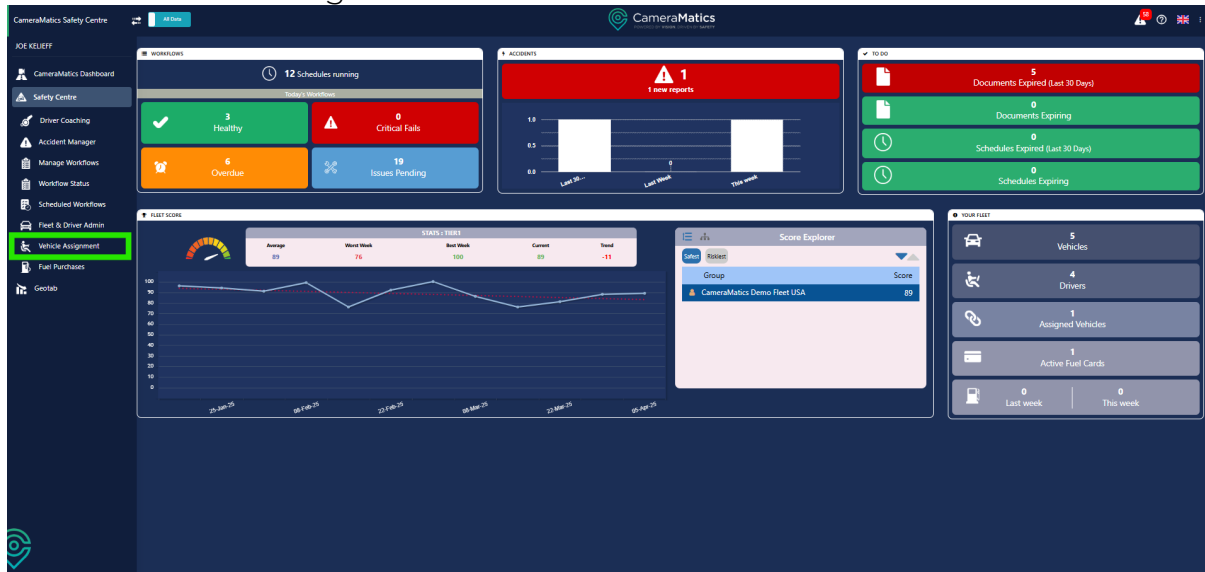 CameraMatics Safety Centre
All Data
CameraMatics
58
JOE KELIEFF
CameraMatics Dashboard
Safety Centre
Driver Coaching
Accident Manager
Manage Workflows
Workflow Status
Scheduled Workflows
Fleet & Driver Admin
Vehicle Assignment
Fuel Purchases
Geotab
WORKFLOWS
12 Schedules running
Today's Workflows
3
Healthy
0
Critical Fails
6
Overdue
19
Issues Pending
ACCIDENTS
1
1 new reports
1.0
0.5
0.0
0
Last 30...
Last Week
This week
TO DO
5
Documents Expired (Last 30 Days)
0
Documents Expiring
0
Schedules Expired (Last 30 Days)
0
Schedules Expiring
FLEET SCORE
STATS : TIER1
Average Worst Week Best Week Current Trend
89 76 100 89 -11
100
90
80
70
60
50
40
30
20
10
0
25-Jan-25
08-Feb-25
22-Feb-25
08-Mar-25
22-Mar-25
05-Apr-25
Score Explorer
Safest Riskiest
Group Score
CameraMatics Demo Fleet USA 89
YOUR FLEET
5
Vehicles
4
Drivers
1
Assigned Vehicles
1
Active Fuel Cards
0 0
Last week This week